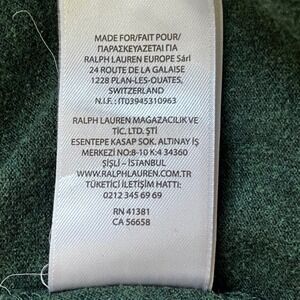 MADE FOR/FAIT POUR/
ΠΑΡΑΣΚΕΥΑΖΕΤΑΙ ΓΙΑ
RALPH LAUREN EUROPE Sárl
24 ROUTE DE LA GALAISE
1228 PLAN-LES-OUATES,
SWITZERLAND
N.I.F.: IT03945310963
RALPH LAUREN MAGAZACILIK VE
TİC. LTD. ŞTİ
ESENTEPE KASAP SOK. ALTINAY İŞ
MERKEZİ NO:8-10 K:4 34360
ŞİŞLİ – İSTANBUL
WWW.RALPHLAUREN.COM.TR
TÜKETİCİ İLETİŞİM HATTI:
0212 345 69 69
RN 41381
CA 56658